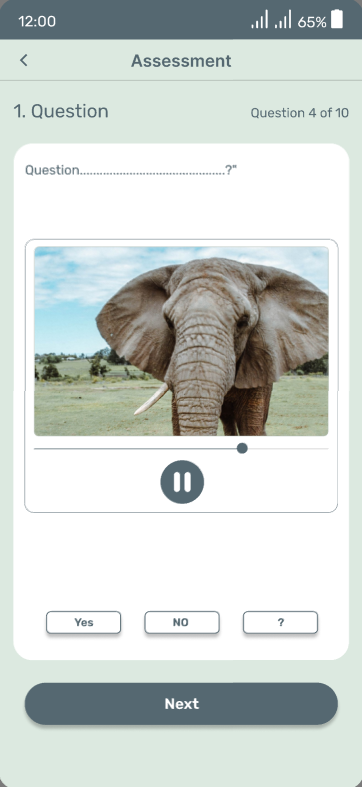 12:00 65%
Assessment
1. Question Question 4 of 10
Question............................................?"
Yes NO ?
Next